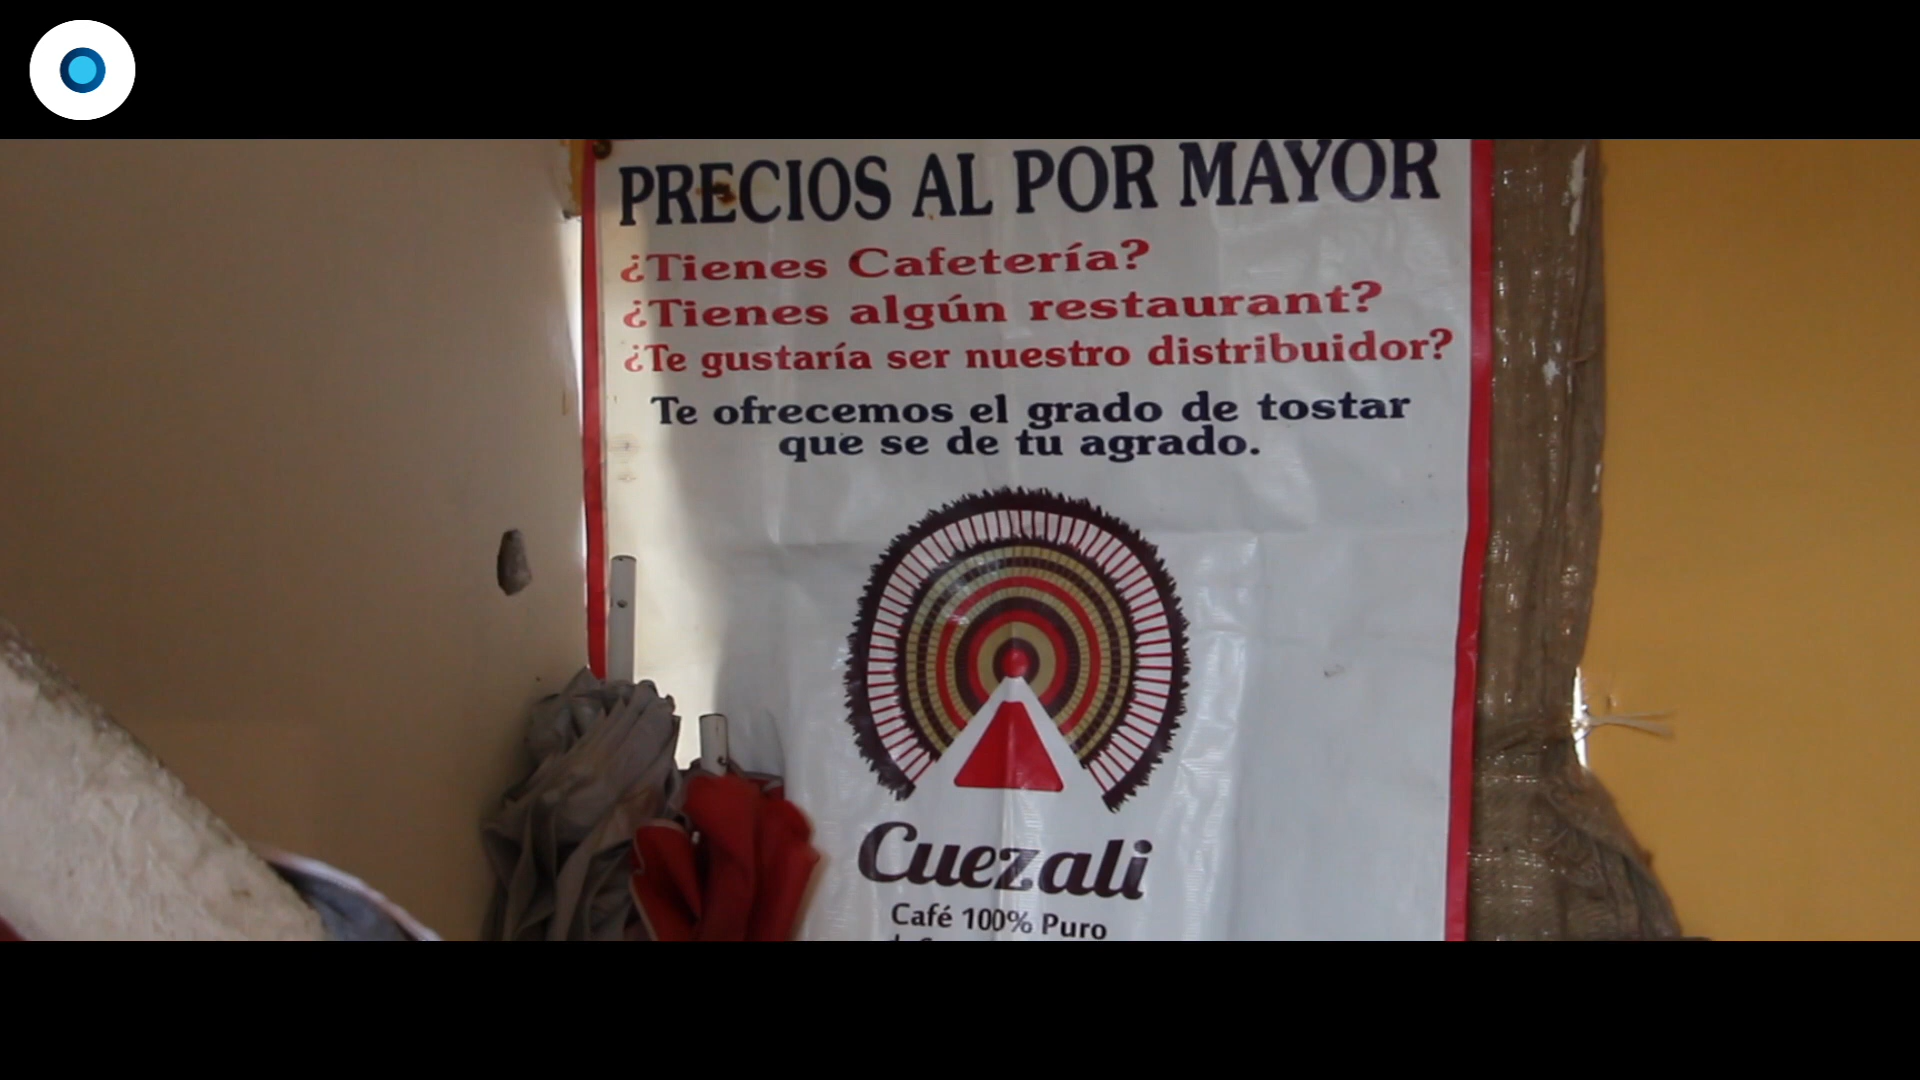 PRECIOS AL POR MAYOR
¿Tienes Cafetería?
¿Tienes algún restaurant?
¿Te gustaría ser nuestro distribuidor?
Te ofrecemos el grado de tostar
que se de tu agrado.
Cuezali
Café 100% Puro